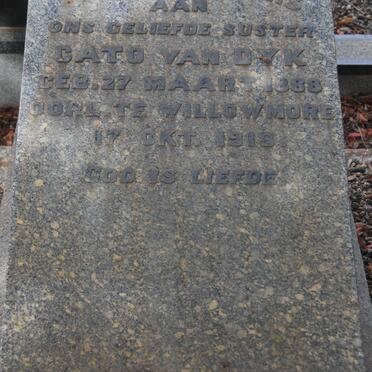 AAN
ONS GELIEFDE SUSTER
CATO VAN DYK
GEB. 27 MAART 1888
OORL. TE WILLOWMORE
17 OKT. 1918
GOD IS LIEFDE